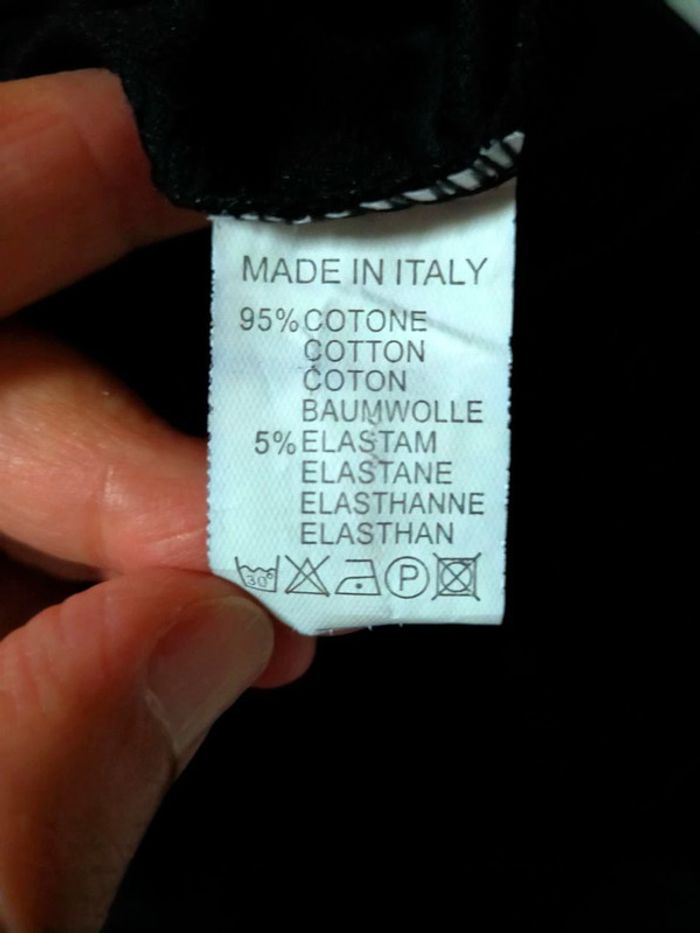 MADE IN ITALY
95% COTONE
COTTON
COTON
BAUMWOLLE
5% ELASTAM
ELASTANE
ELASTHANNE
ELASTHAN
30° P